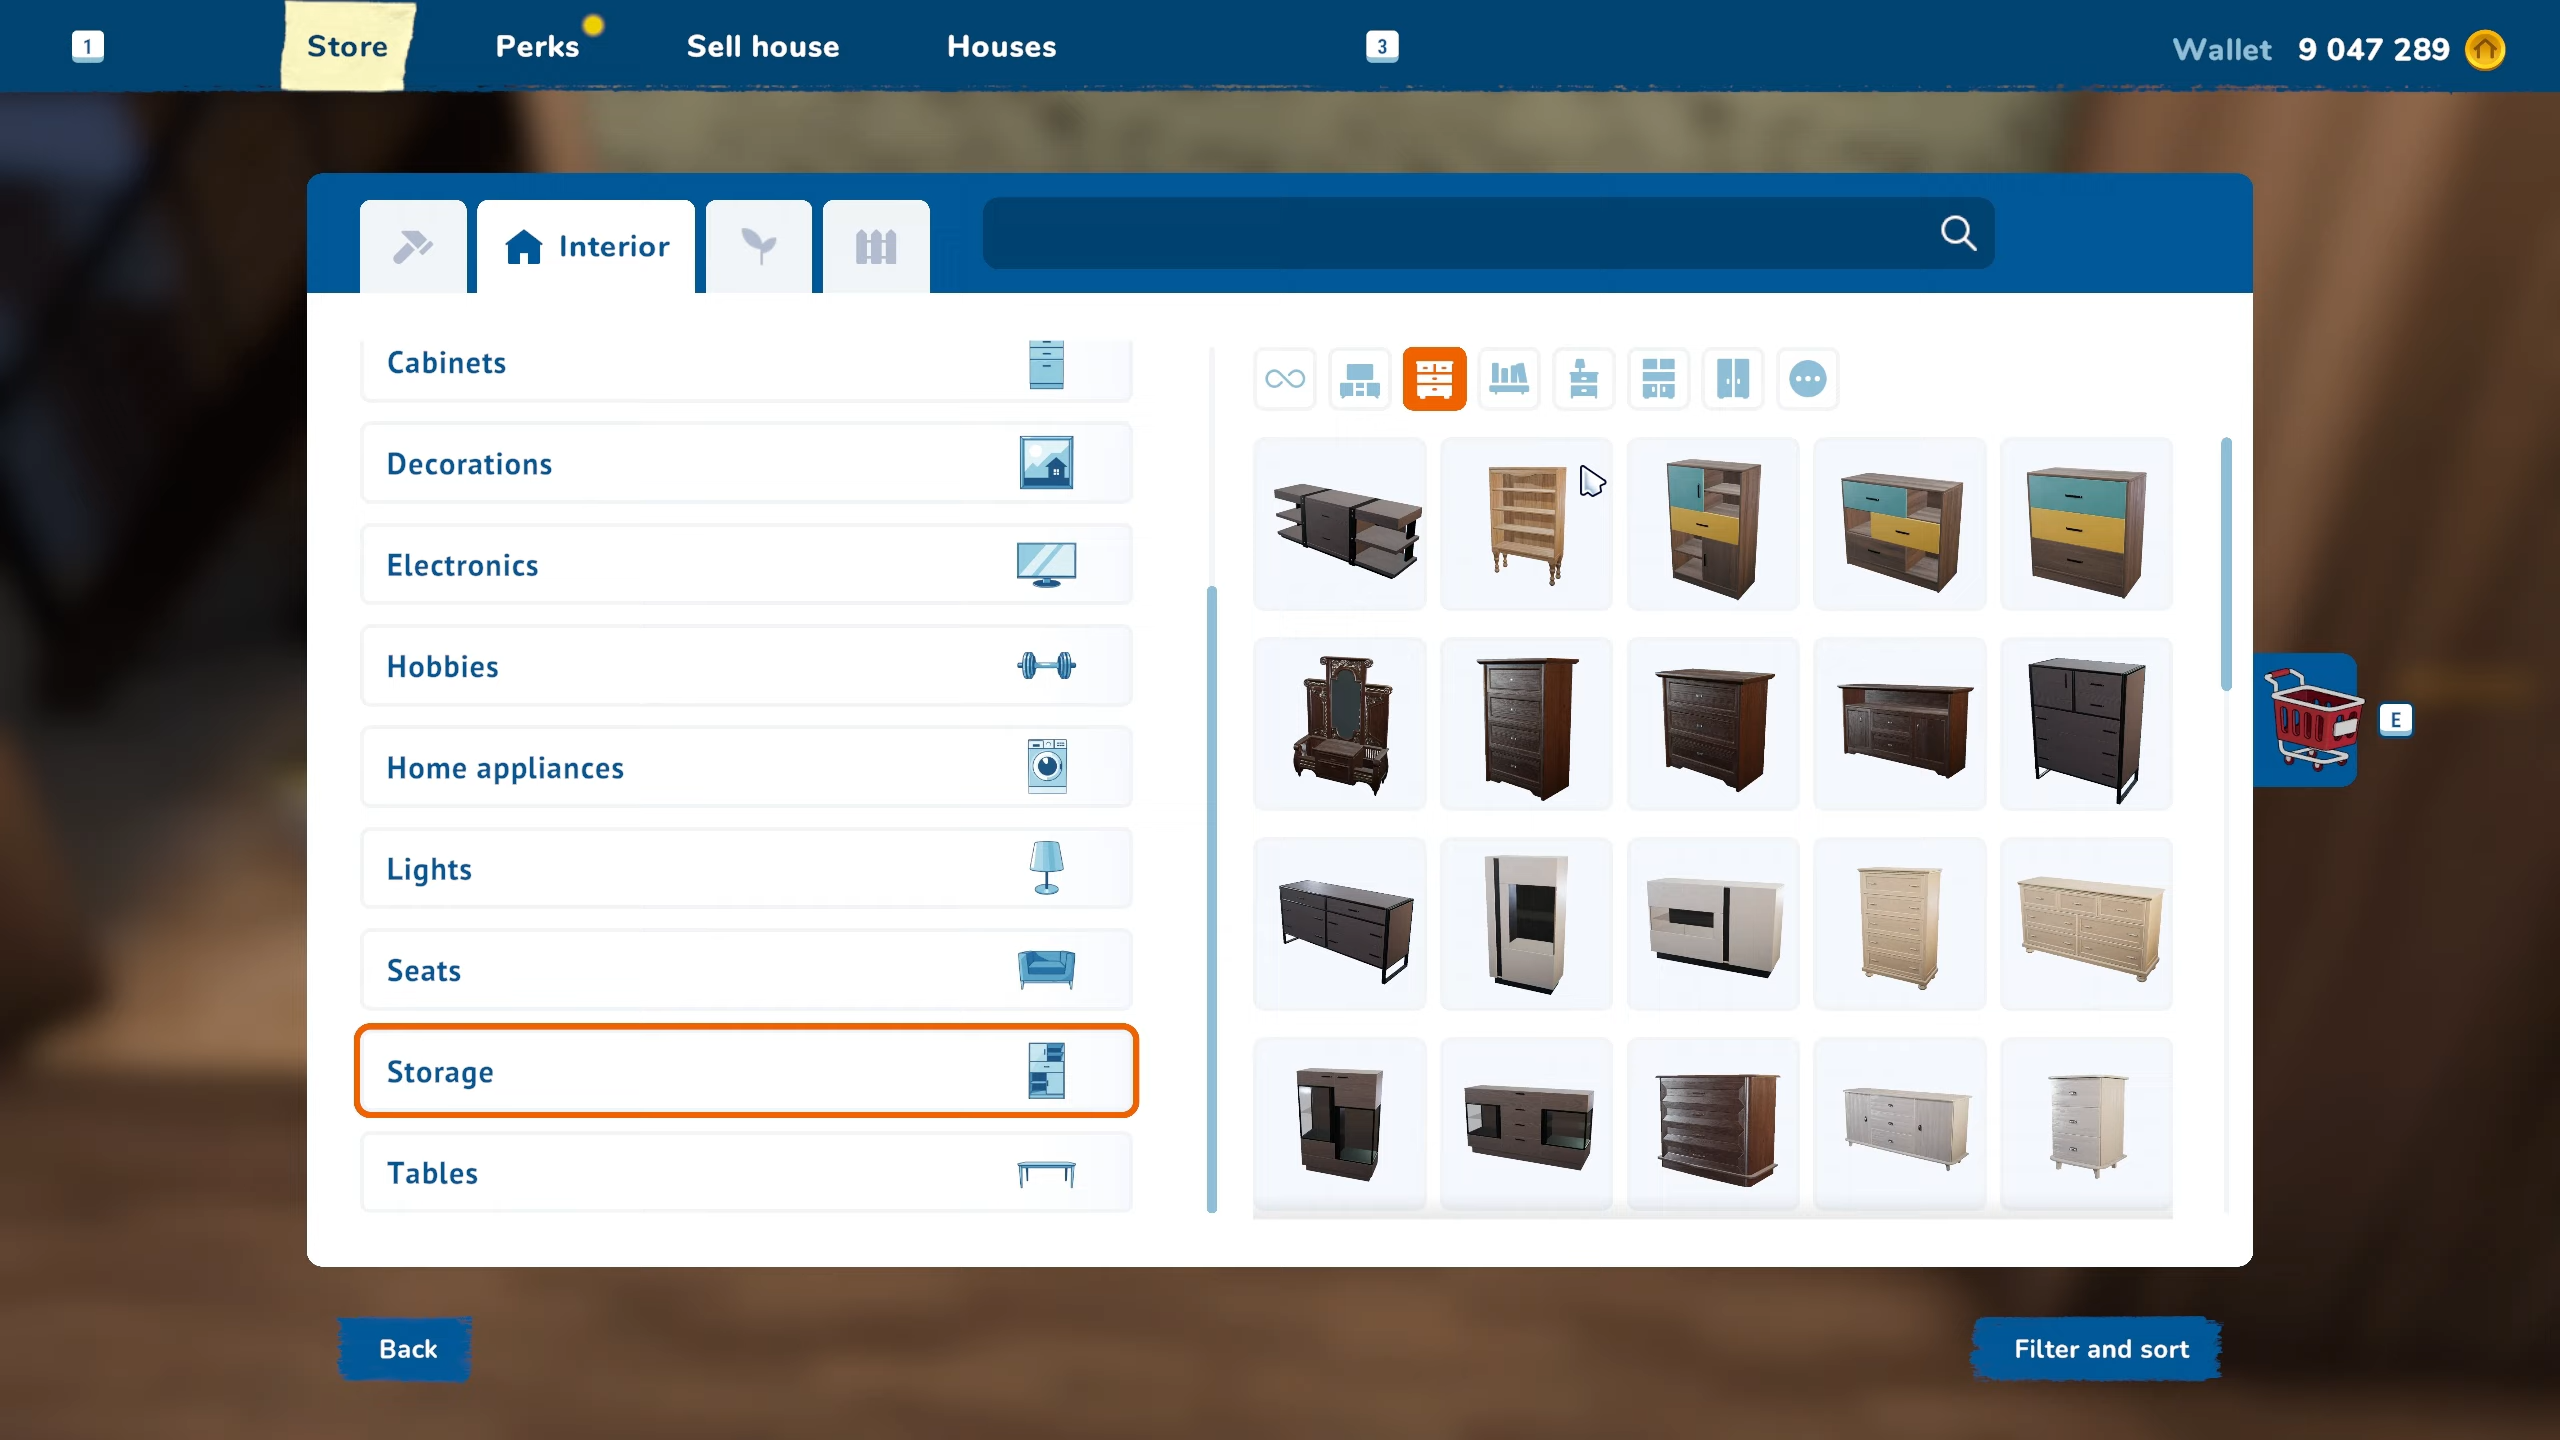 1
Store
Perks
Sell house
Houses
3
Wallet 9 047 289
Interior
Cabinets
Decorations
Electronics
Hobbies
Home appliances
Lights
Seats
Storage
Tables
E
Back
Filter and sort